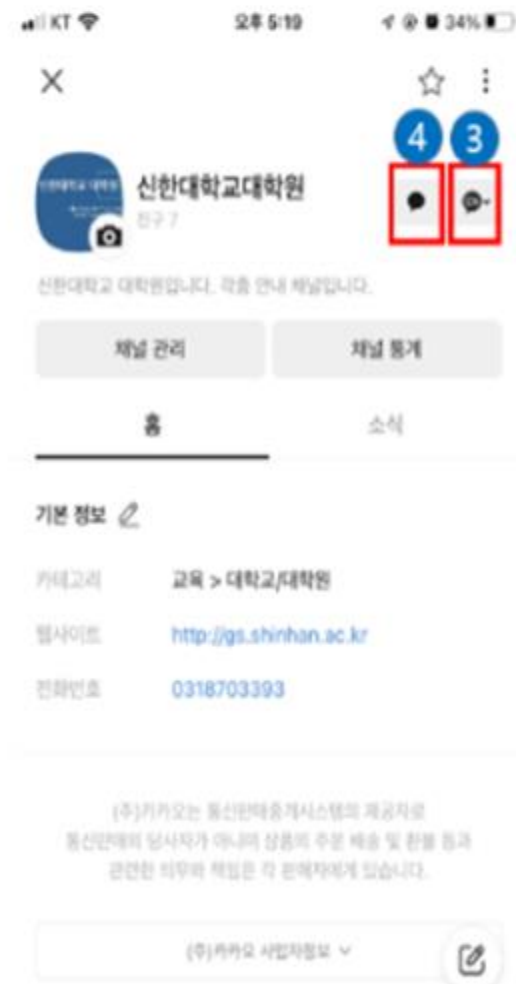 KT 오후 5:19 34%
4 3
신한대학교대학원
친구 7
신한대학교 대학원입니다. 각종 안내 채널입니다.
채널 관리 채널 통계
홈 소식
기본 정보
카테고리 교육 > 대학교/대학원
웹사이트 http://gs.shinhan.ac.kr
전화번호 0318703393
(주)카카오는 통신판매중개시스템의 제공자로
통신판매의 당사자가 아니며 상품의 주문 배송 및 환불 등과
관련한 의무와 책임은 각 판매자에게 있습니다.
(주)카카오 사업자정보